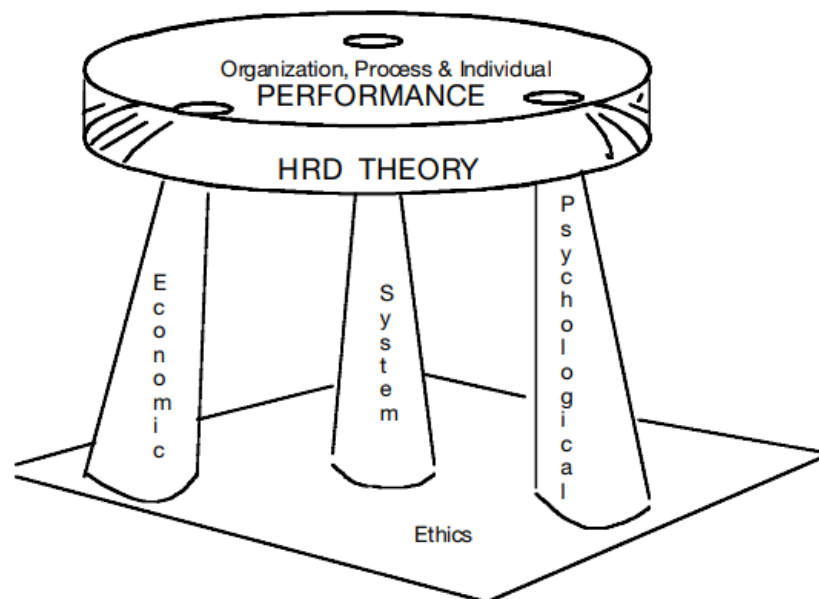 Organization, Process & Individual
PERFORMANCE
HRD THEORY
Economic
System
Psychological
Ethics